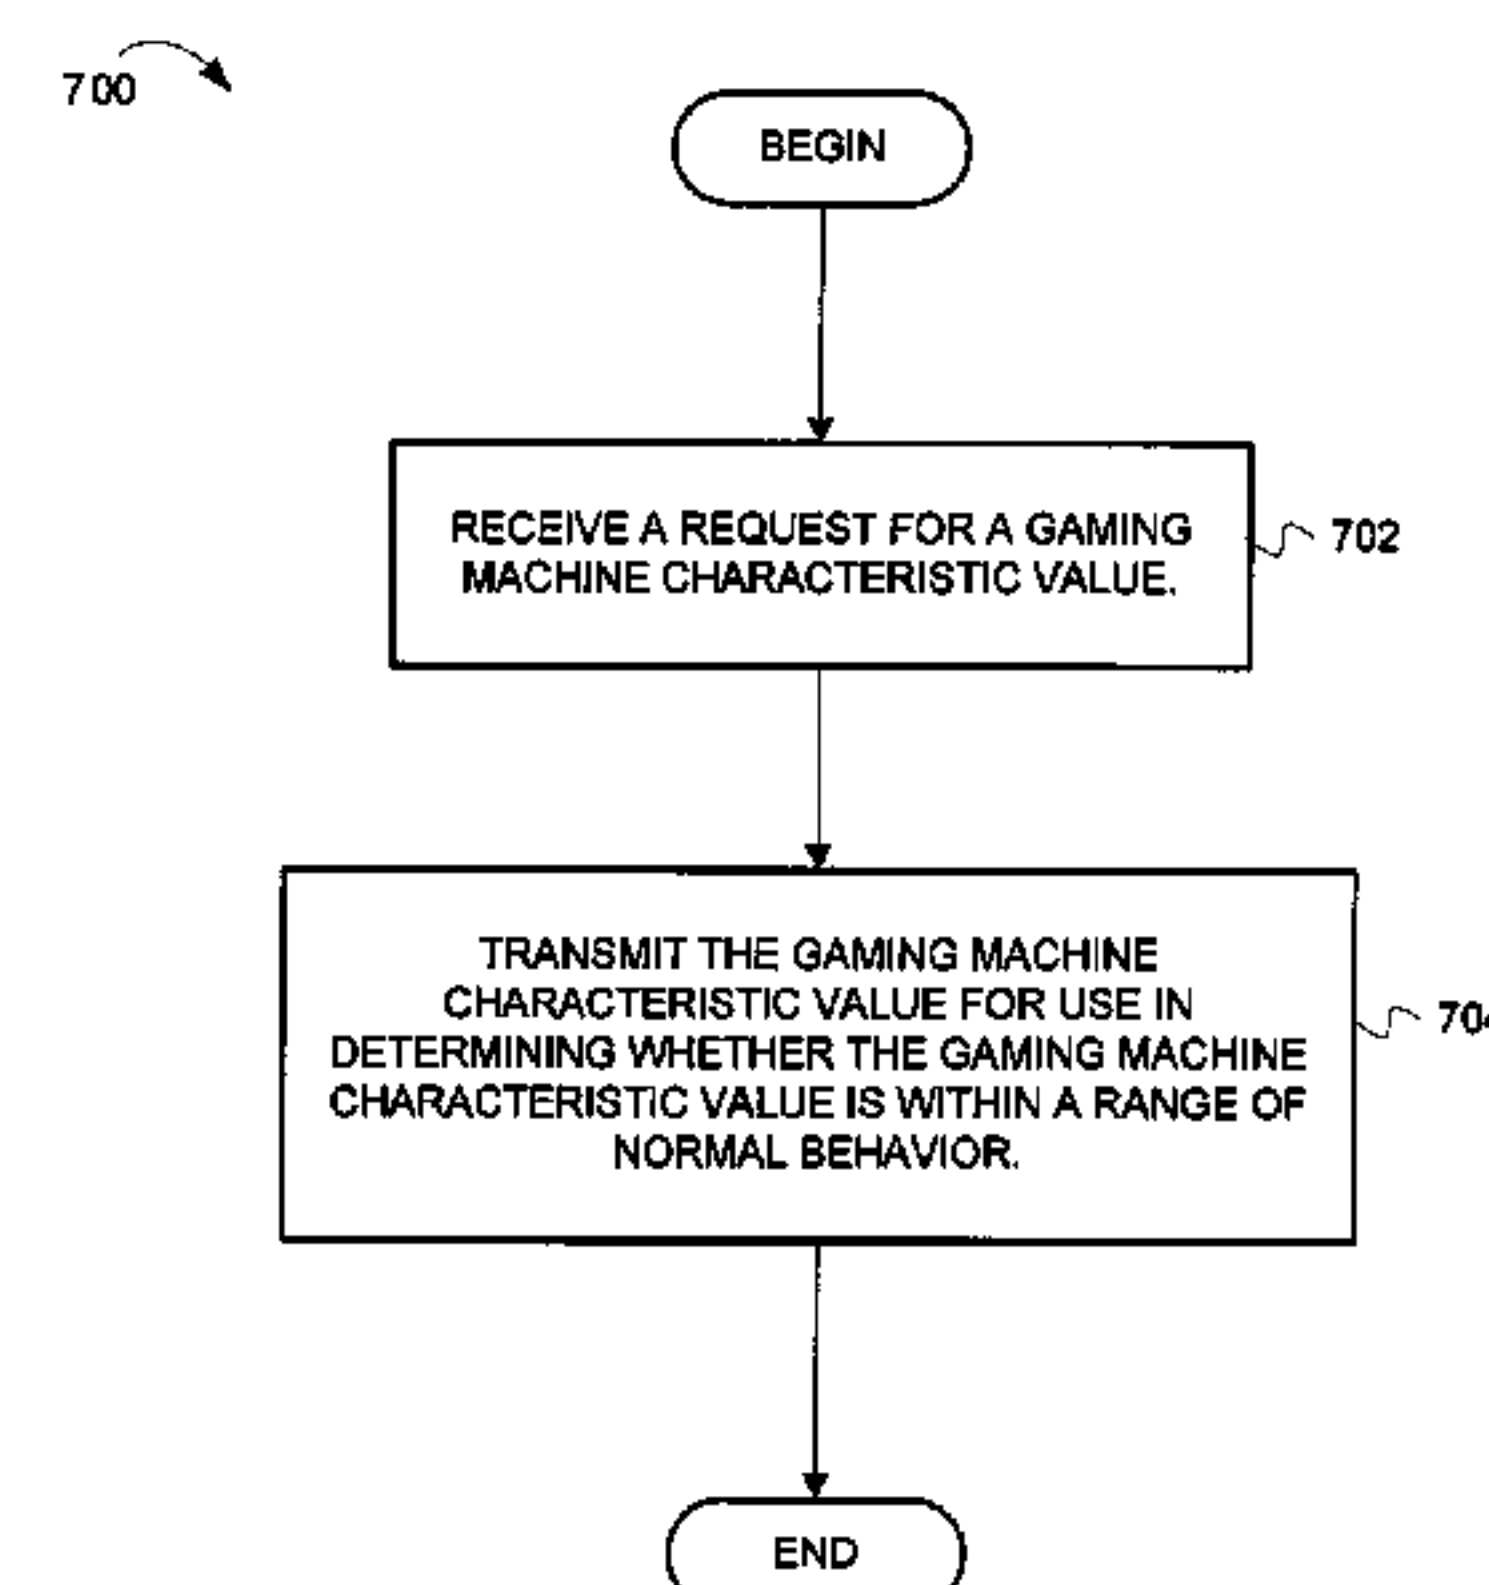 700
BEGIN
RECEIVE A REQUEST FOR A GAMING
MACHINE CHARACTERISTIC VALUE.
702
TRANSMIT THE GAMING MACHINE
CHARACTERISTIC VALUE FOR USE IN
DETERMINING WHETHER THE GAMING MACHINE
CHARACTERISTIC VALUE IS WITHIN A RANGE OF
NORMAL BEHAVIOR.
704
END